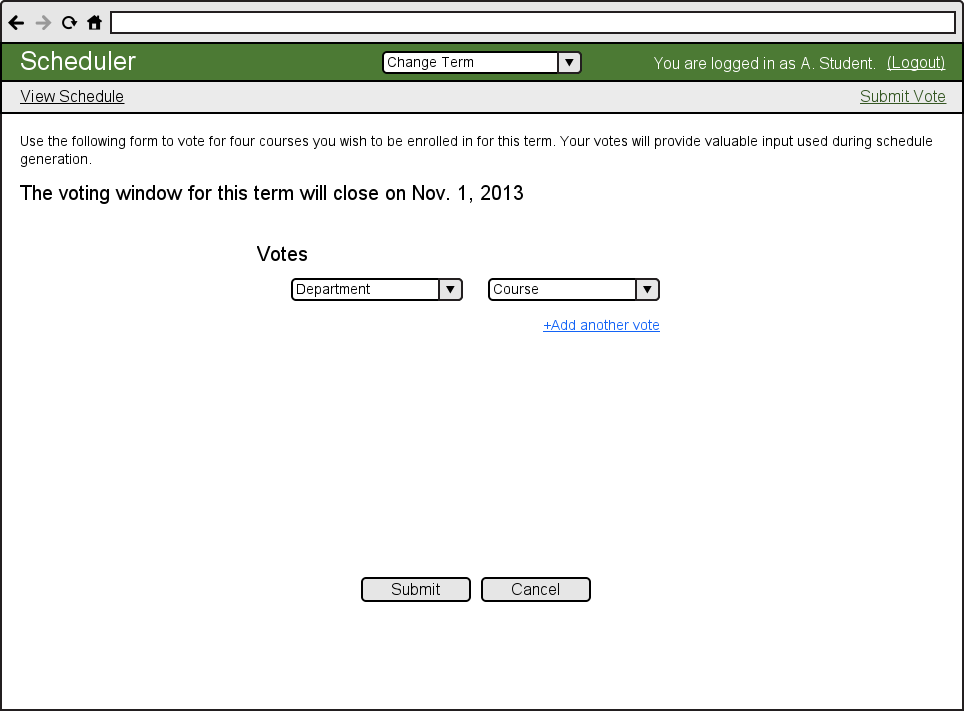 Scheduler
Change Term
You are logged in as A. Student. (Logout)
View Schedule
Submit Vote
Use the following form to vote for four courses you wish to be enrolled in for this term. Your votes will provide valuable input used during schedule
generation.
The voting window for this term will close on Nov. 1, 2013
Votes
Department
Course
+Add another vote
Submit
Cancel